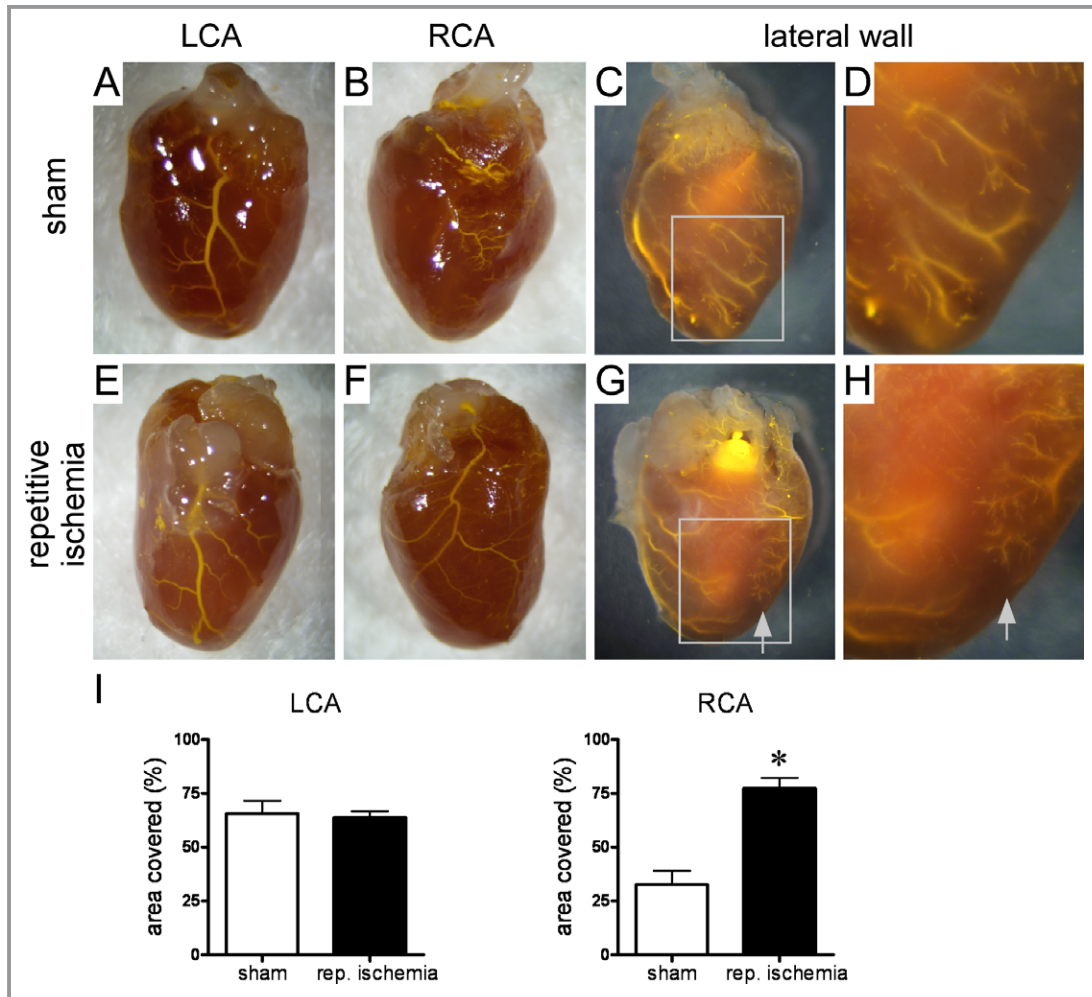 LCA RCA lateral wall
A B C D
sham
E F G H
repetitive
ischemia
I
LCA RCA
area covered (%)
100
75
50
25
0
sham rep. ischemia
area covered (%)
100
75
50
25
0
*
sham rep. ischemia